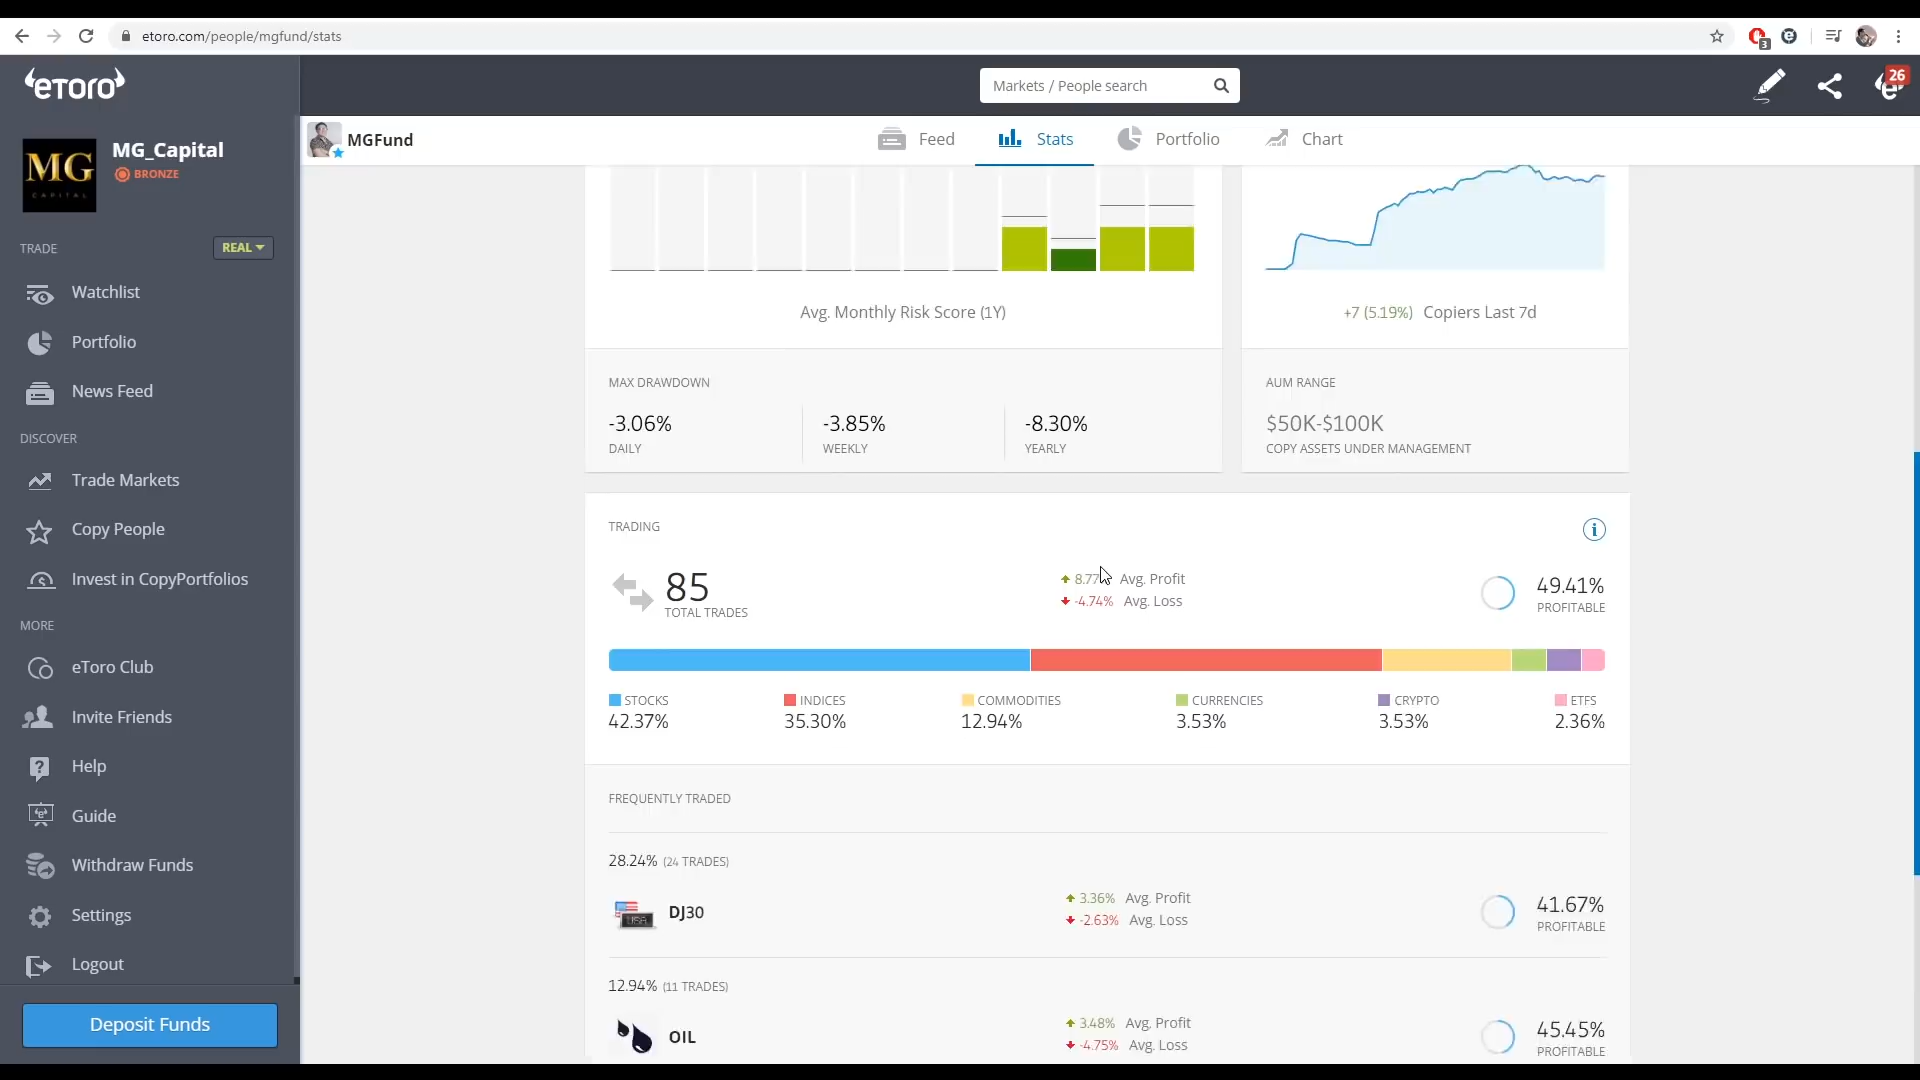 etoro.com/people/mgfund/stats
3
eToro
Markets / People search
26
MG
CAPITAL
MG_Capital
BRONZE
MGFund
Feed
Stats
Portfolio
Chart
TRADE
REAL
Watchlist
Portfolio
News Feed
DISCOVER
Trade Markets
Copy People
Invest in CopyPortfolios
MORE
eToro Club
Invite Friends
Help
Guide
Withdraw Funds
Settings
Logout
Deposit Funds
Avg. Monthly Risk Score (1Y)
+7 (5.19%) Copiers Last 7d
MAX DRAWDOWN
-3.06%
DAILY
-3.85%
WEEKLY
-8.30%
YEARLY
AUM RANGE
$50K-$100K
COPY ASSETS UNDER MANAGEMENT
TRADING
85
TOTAL TRADES
Avg. Profit
-4.74% Avg. Loss
49.41%
PROFITABLE
STOCKS
42.37%
INDICES
35.30%
COMMODITIES
12.94%
CURRENCIES
3.53%
CRYPTO
3.53%
ETFS
2.36%
FREQUENTLY TRADED
28.24% (24 TRADES)
USA
DJ30
3.36% Avg. Profit
-2.63% Avg. Loss
41.67%
PROFITABLE
12.94% (11 TRADES)
OIL
3.48% Avg. Profit
-4.75% Avg. Loss
45.45%
PROFITABLE